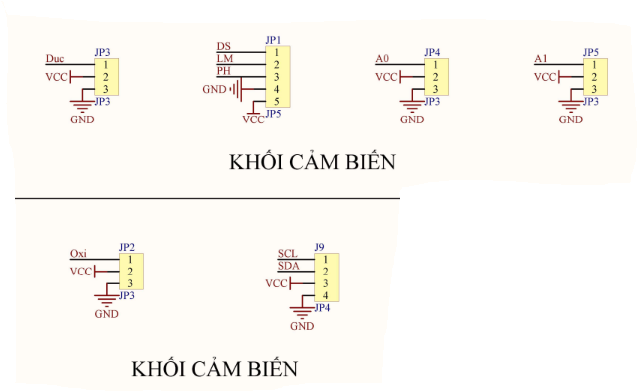 JP3
Duc 1
VCC 2
3
JP3
GND
JP1
DS 1
LM 2
PH 3
GND 4
5
VCC JP5
JP4
A0 1
VCC 2
3
JP3
GND
JP5
A1 1
VCC 2
3
JP3
GND
KHỐI CẢM BIẾN
JP2
Oxi 1
VCC 2
3
JP3
GND
J9
SCL 1
SDA 2
VCC 3
4
JP4
GND
KHỐI CẢM BIẾN